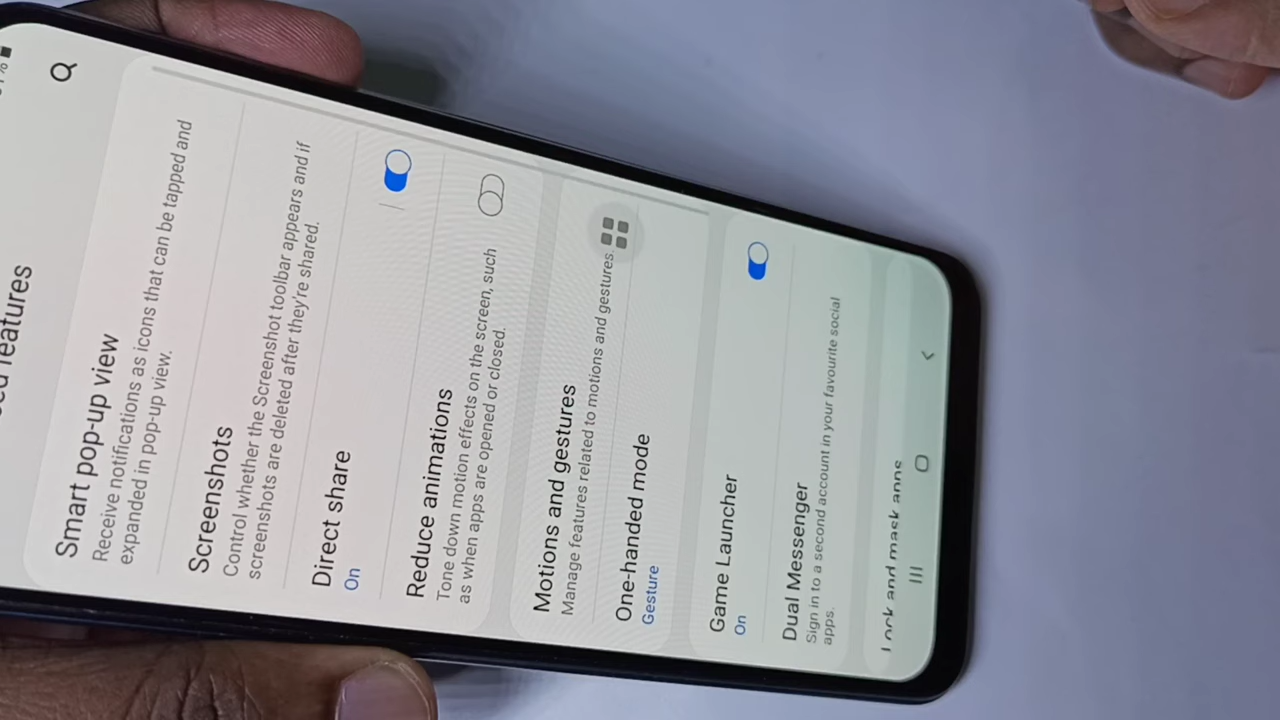 features
Smart pop-up view
Receive notifications as icons that can be tapped and
expanded in pop-up view.
Screenshots
Control whether the Screenshot toolbar appears and if
screenshots are deleted after they're shared.
Direct share
On
Reduce animations
Tone down motion effects on the screen, such
as when apps are opened or closed.
Motions and gestures
Manage features related to motions and gestures.
One-handed mode
Gesture
Game Launcher
On
Dual Messenger
Sign in to a second account in your favourite social
apps.
Lock and mask apps